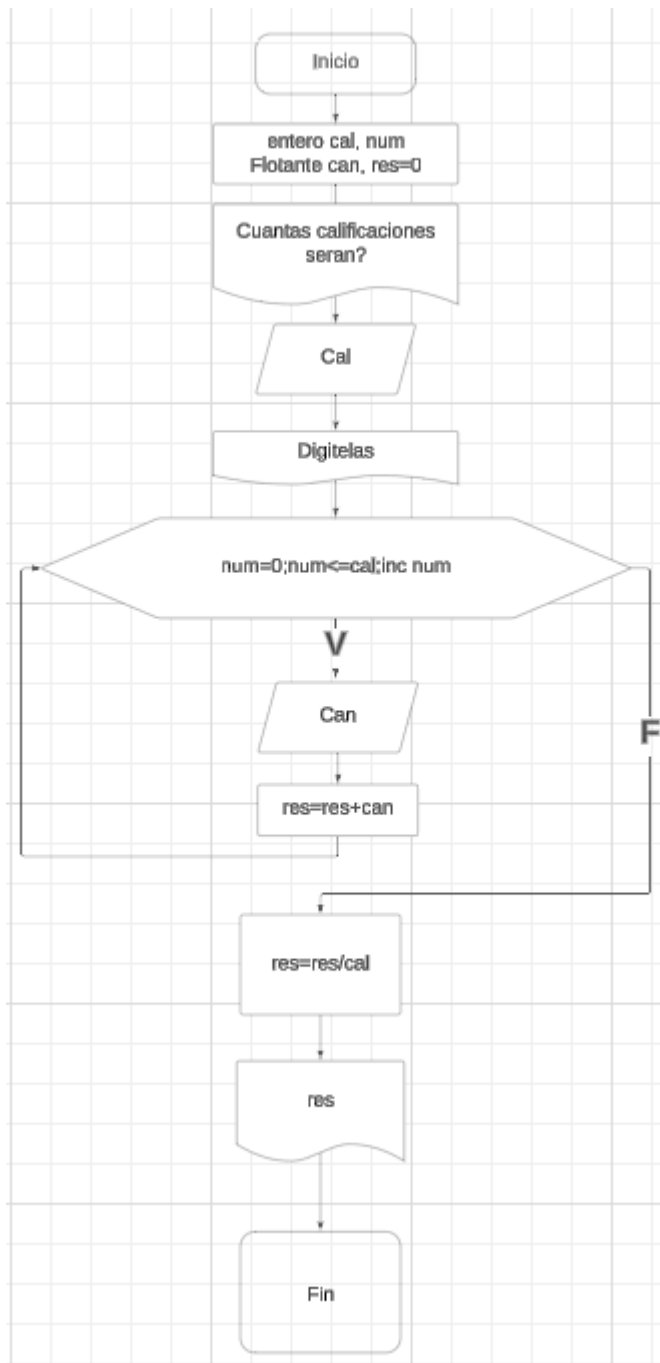 Inicio
entero cal, num
Flotante can, res=0
Cuantas calificaciones
seran?
Cal
Digitelas
num=0;num<=cal;inc num
V
Can
F
res=res+can
res=res/cal
res
Fin